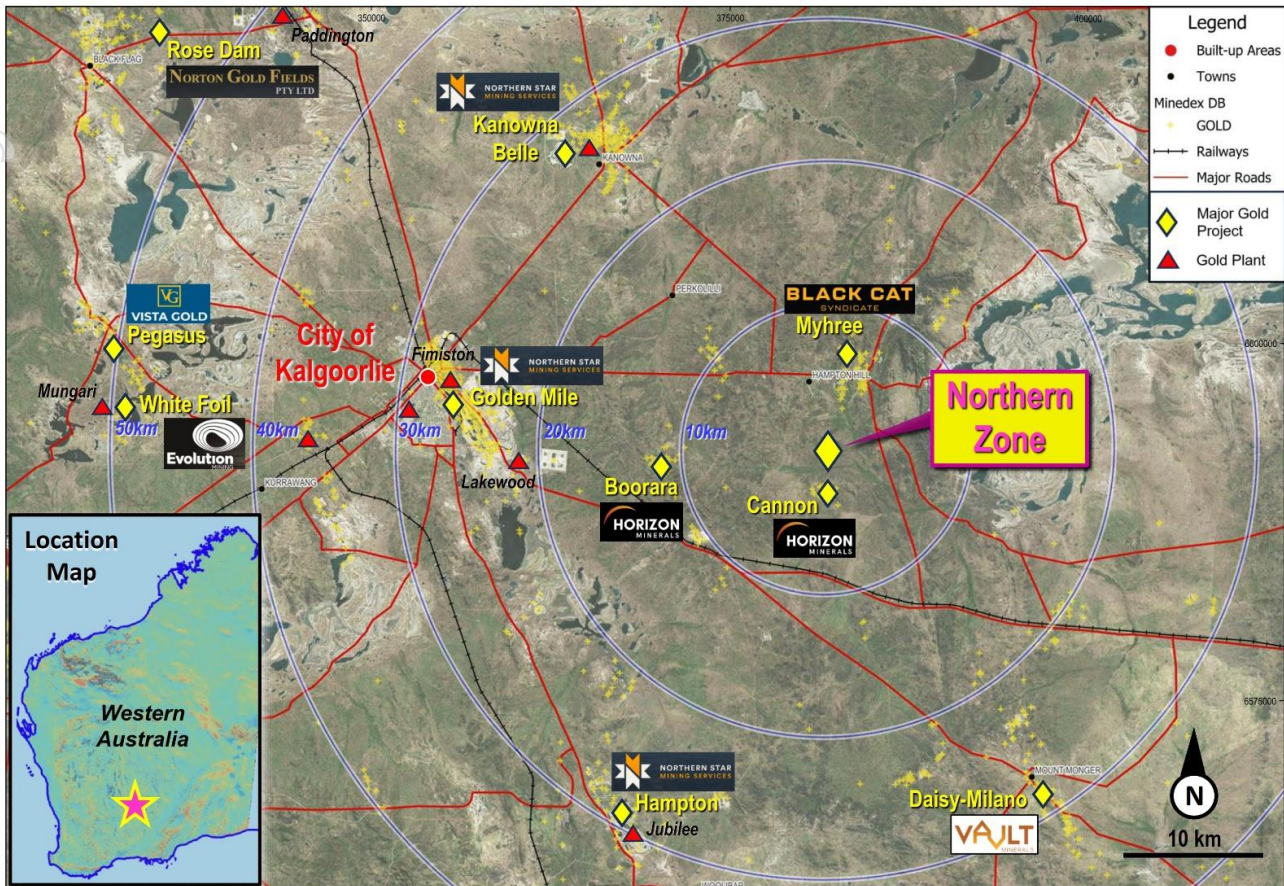 350000
375000
400000
Legend
Built-up Areas
Towns
Minedex DB
GOLD
Railways
Major Roads
Major Gold
Project
Gold Plant
Rose Dam
Paddington
BLACK FLAG
NORTON GOLD FIELDS
PTY LTD
NORTHERN STAR
MINING SERVICES
Kanowna
Belle
KANOWNA
PERKOLILLI
BLACK CAT
SYNDICATE
Myhree
HAMPTON HILL
6600000
VG
VISTA GOLD
Pegasus
City of
Kalgoorlie
Fimiston
NORTHERN STAR
MINING SERVICES
Golden Mile
Mungari
White Foil
Evolution
MINING
50km
40km
30km
20km
10km
Northern
Zone
KURRAWANG
Lakewood
Boorara
HORIZON
MINERALS
Cannon
HORIZON
MINERALS
Location
Map
Western
Australia
6575000
NORTHERN STAR
MINING SERVICES
Hampton
Jubilee
MOUNT MONGER
Daisy-Milano
VAULT
MINERALS
N
10 km